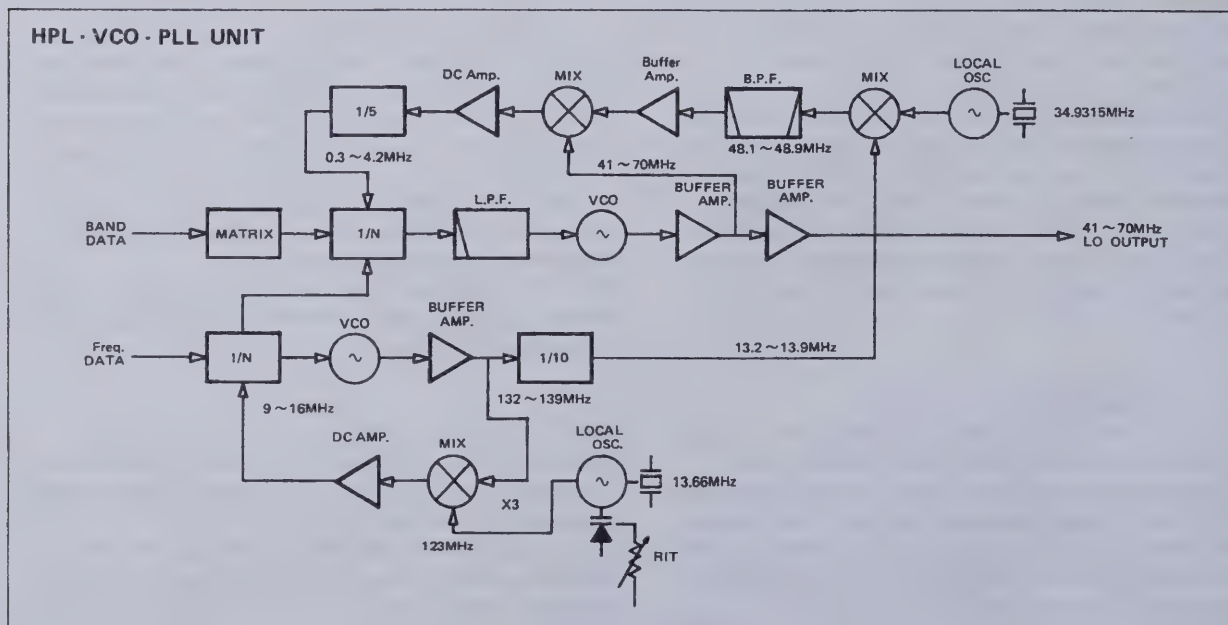 HPL · VCO · PLL UNIT
DC Amp.
MIX
Buffer
Amp.
B.P.F.
MIX
LOCAL
OSC
1/5
~
34.9315MHz
0.3 ~ 4.2MHz
41 ~ 70MHz
48.1 ~ 48.9MHz
BAND
DATA
MATRIX
1/N
L.P.F.
VCO
~
BUFFER
AMP.
BUFFER
AMP.
41 ~ 70MHz
LO OUTPUT
Freq.
DATA
1/N
VCO
~
BUFFER
AMP.
1/10
13.2 ~ 13.9MHz
9 ~ 16MHz
132 ~ 139MHz
DC AMP.
MIX
X3
LOCAL
OSC.
~
13.66MHz
123MHz
RIT